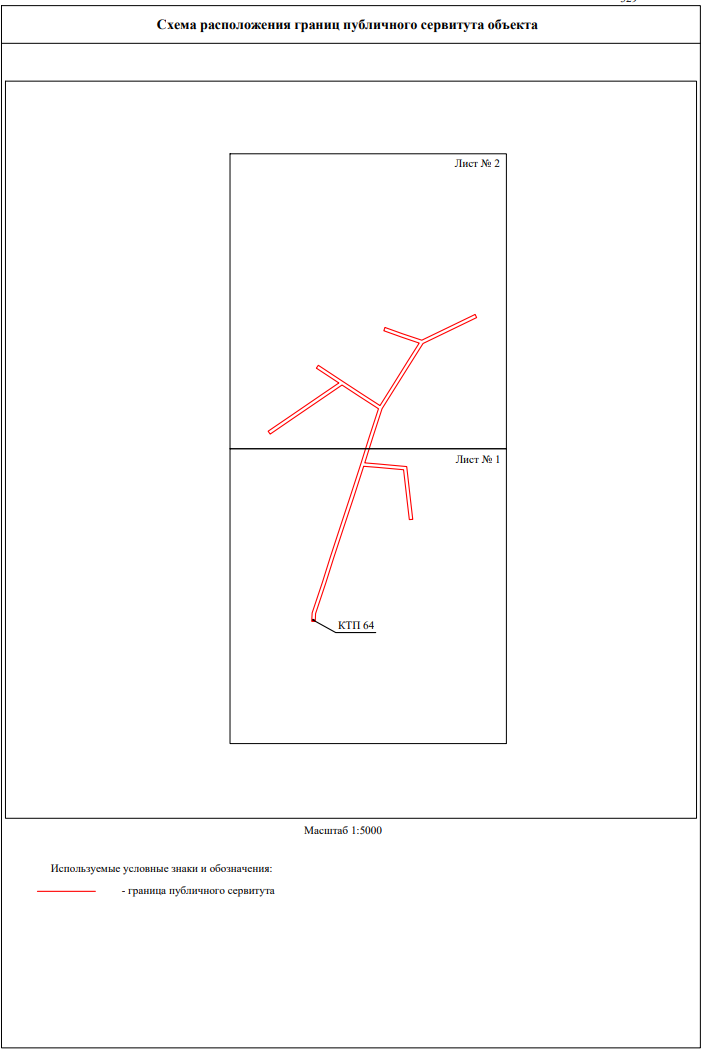 Схема расположения границ публичного сервитута объекта
Лист № 2
Лист № 1
КТП 64
Масштаб 1:5000
Используемые условные знаки и обозначения:
- граница публичного сервитута